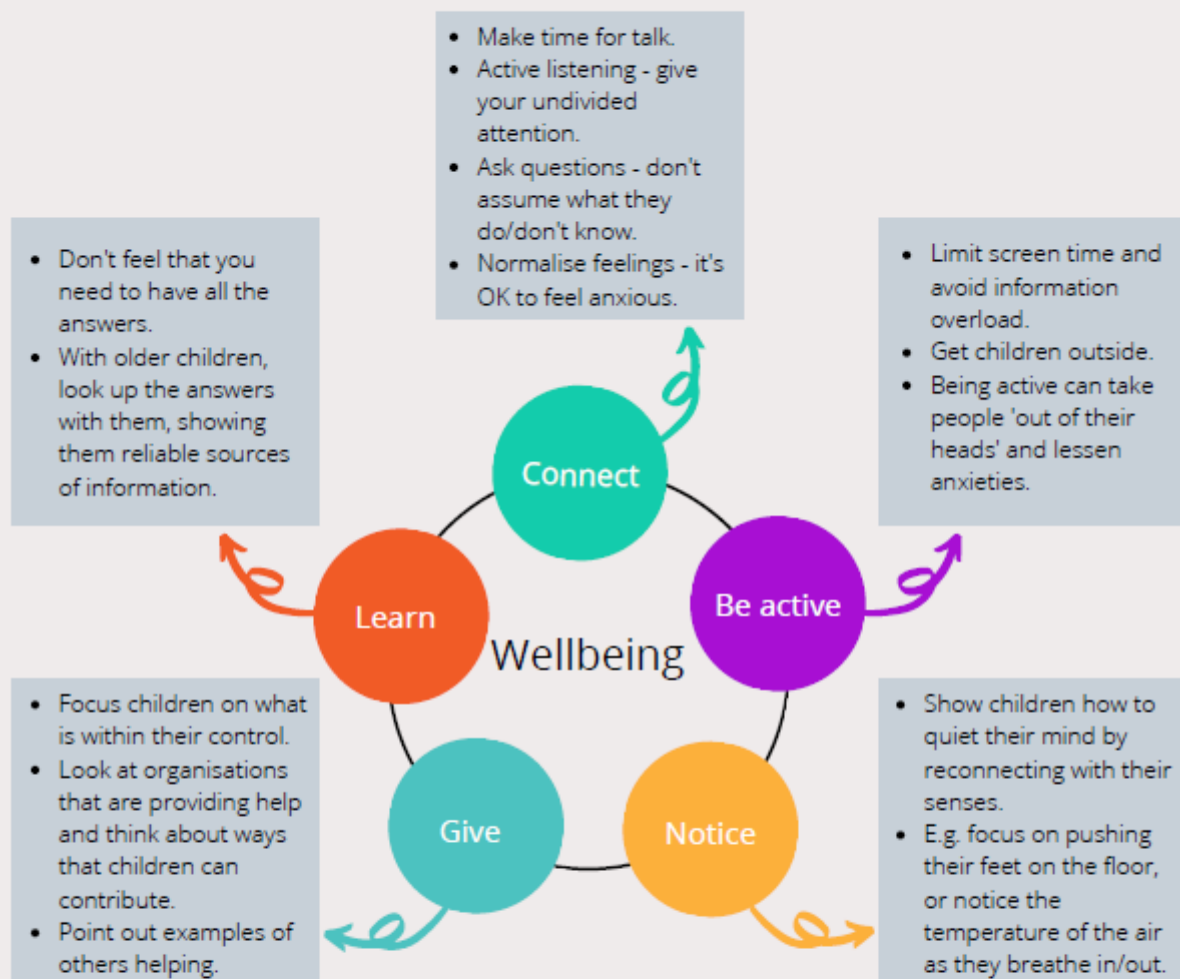 • Make time for talk.
• Active listening - give
your undivided
attention.
• Ask questions - don't
assume what they
do/don't know.
• Normalise feelings - it's
OK to feel anxious.
• Don't feel that you
need to have all the
answers.
• With older children,
look up the answers
with them, showing
them reliable sources
of information.
• Limit screen time and
avoid information
overload.
• Get children outside.
• Being active can take
people 'out of their
heads' and lessen
anxieties.
Connect
Learn
Be active
Wellbeing
Give
Notice
• Focus children on what
is within their control.
• Look at organisations
that are providing help
and think about ways
that children can
contribute.
• Point out examples of
others helping.
• Show children how to
quiet their mind by
reconnecting with their
senses.
• E.g. focus on pushing
their feet on the floor,
or notice the
temperature of the air
as they breathe in/out.